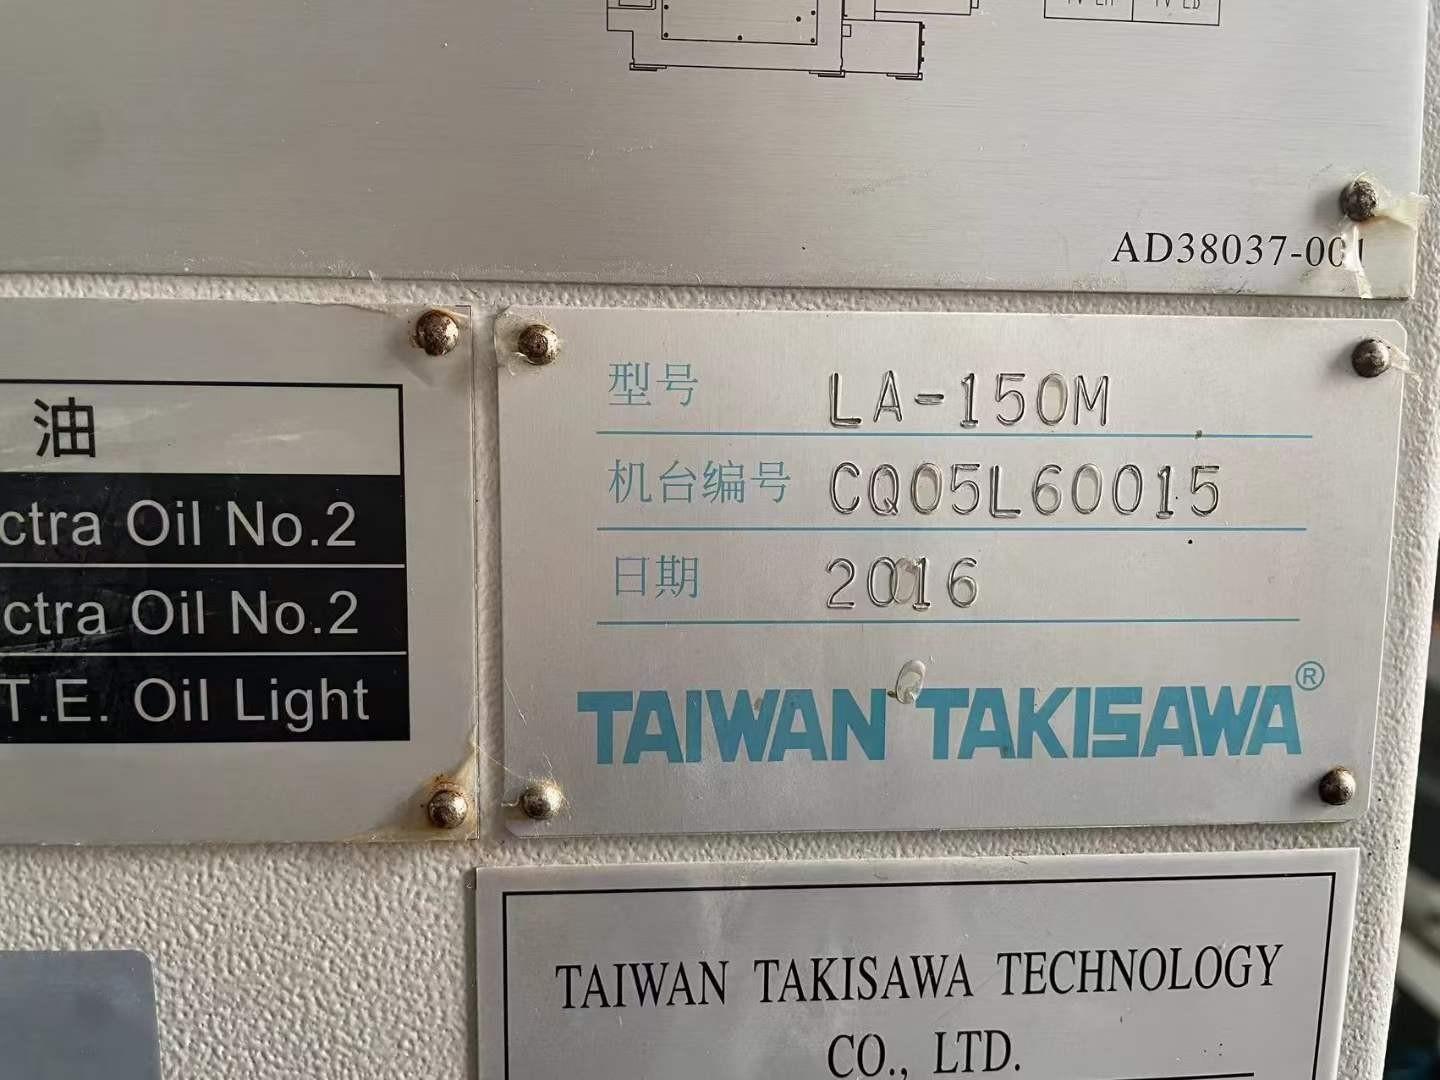 AD38037-001
油
ctra Oil No.2
ctra Oil No.2
T.E. Oil Light
型号 LA-150M
机台编号 CQ05L60015
日期 2016
TAIWAN TAKISAWA®
TAIWAN TAKISAWA TECHNOLOGY
CO., LTD.